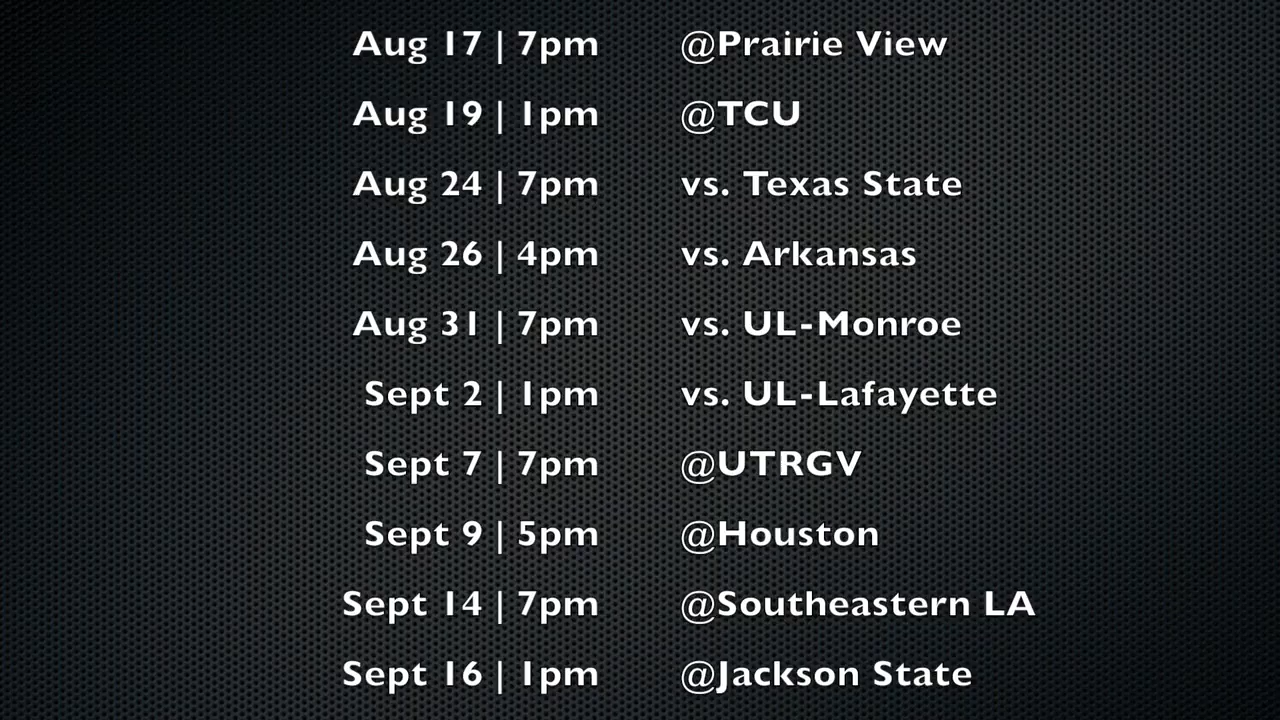 Aug 17 | 7pm @Prairie View
Aug 19 | 1pm @TCU
Aug 24 | 7pm vs. Texas State
Aug 26 | 4pm vs. Arkansas
Aug 31 | 7pm vs. UL-Monroe
Sept 2 | 1pm vs. UL-Lafayette
Sept 7 | 7pm @UTRGV
Sept 9 | 5pm @Houston
Sept 14 | 7pm @Southeastern LA
Sept 16 | 1pm @Jackson State